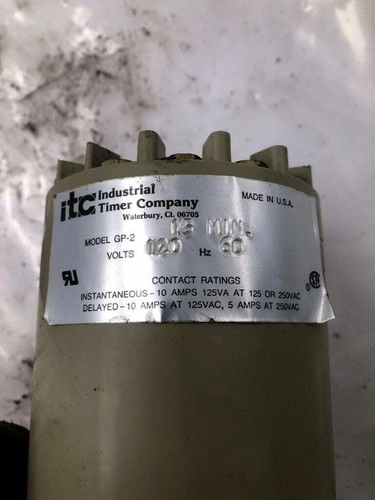 itc Industrial
Timer Company
Waterbury, Ct. 06705
MADE IN U.S.A.
MODEL GP-2 15 MIN.
VOLTS 120 Hz 60
CONTACT RATINGS
INSTANTANEOUS-10 AMPS 125VA AT 125 OR 250VAC
DELAYED-10 AMPS AT 125VAC, 5 AMPS AT 250VAC